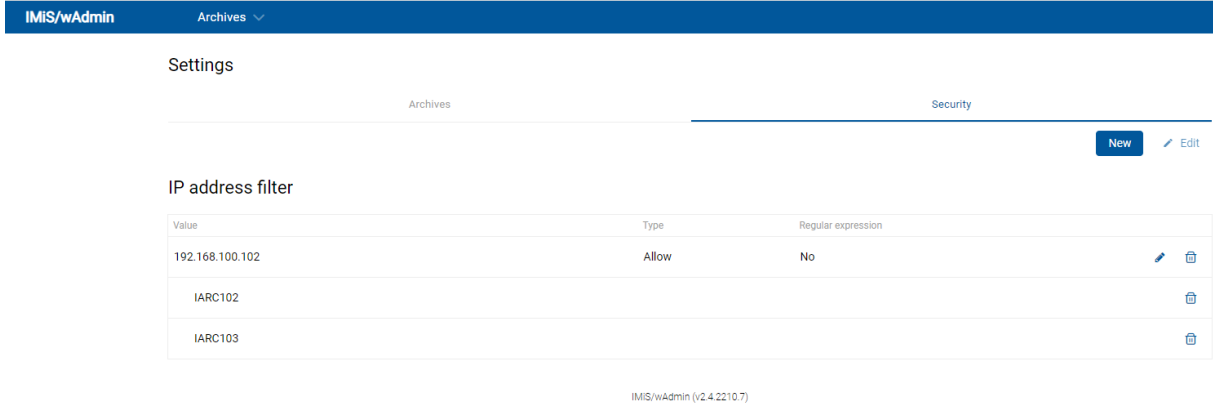 IMiS/wAdmin Archives
Settings
Archives Security
New Edit
IP address filter
Value Type Regular expression
192.168.100.102 Allow No
IARC102
IARC103
IMiS/wAdmin (v2.4.2210.7)